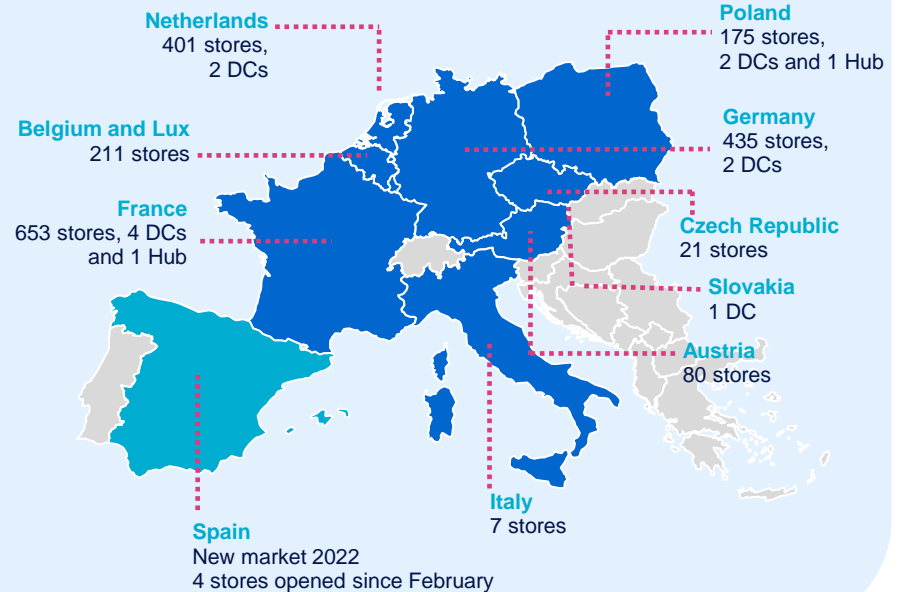 Netherlands
401 stores,
2 DCs
Poland
175 stores,
2 DCs and 1 Hub
Belgium and Lux
211 stores
Germany
435 stores,
2 DCs
France
653 stores, 4 DCs
and 1 Hub
Czech Republic
21 stores
Slovakia
1 DC
Austria
80 stores
Italy
7 stores
Spain
New market 2022
4 stores opened since February